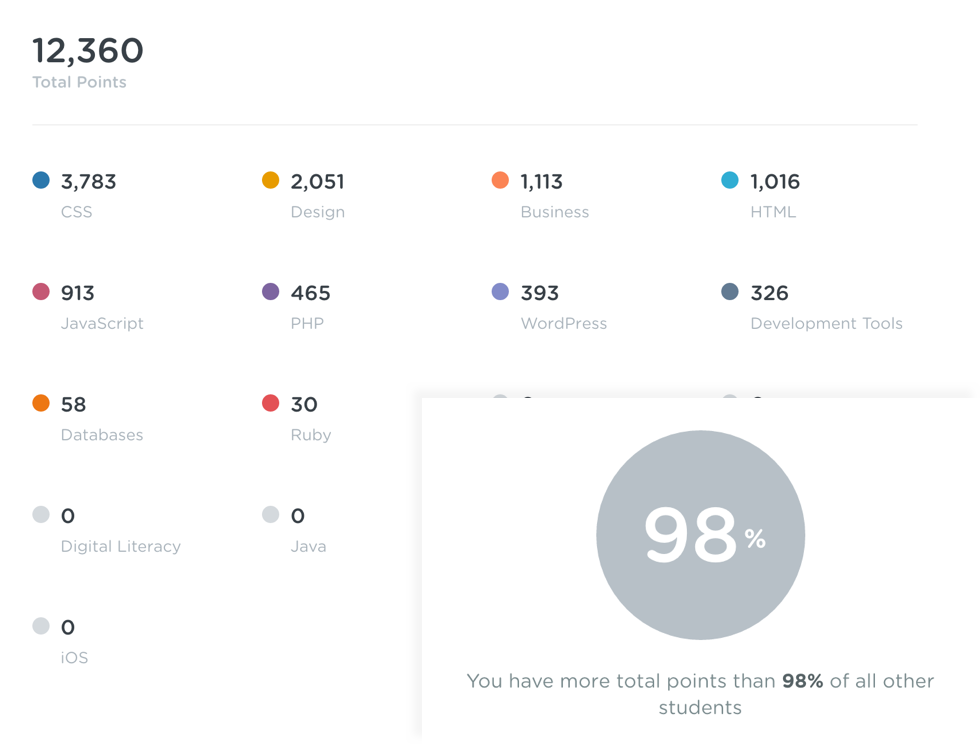 12,360
Total Points
3,783
CSS
2,051
Design
1,113
Business
1,016
HTML
913
JavaScript
465
PHP
393
WordPress
326
Development Tools
58
Databases
30
Ruby
0
Digital Literacy
0
Java
0
iOS
98%
You have more total points than 98% of all other
students